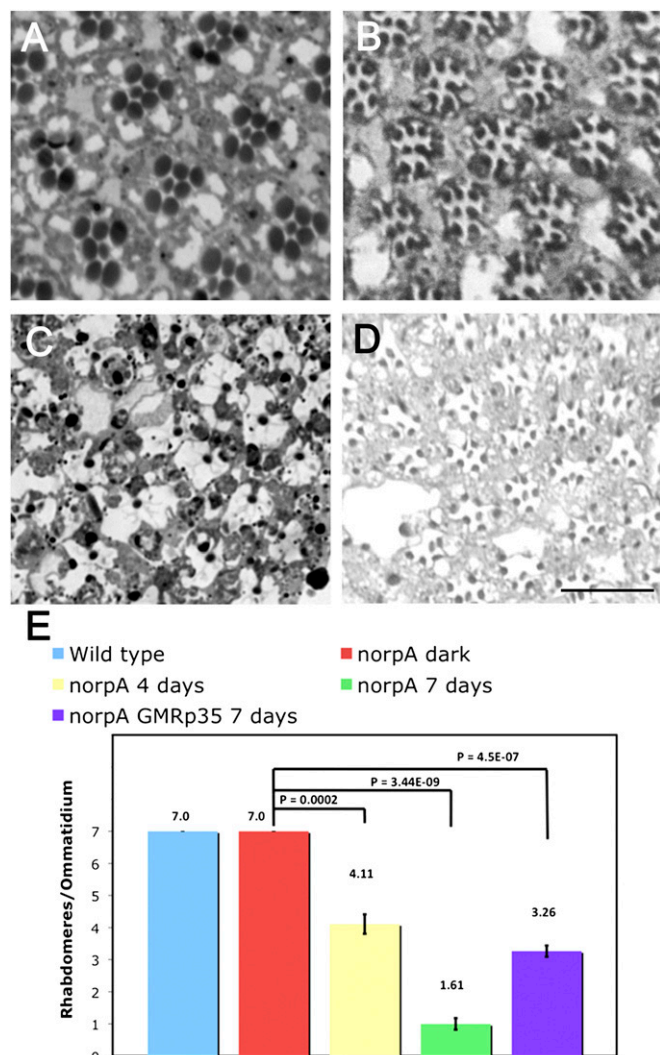 A
B
C
D
E
Wild type
norpA dark
norpA 4 days
norpA 7 days
norpA GMRp35 7 days
P = 4.5E-07
P = 3.44E-09
P = 0.0002
7.0
7.0
4.11
1.61
3.26
Rhabdomeres/Ommatidium
7
6
5
4
3
2
1
0